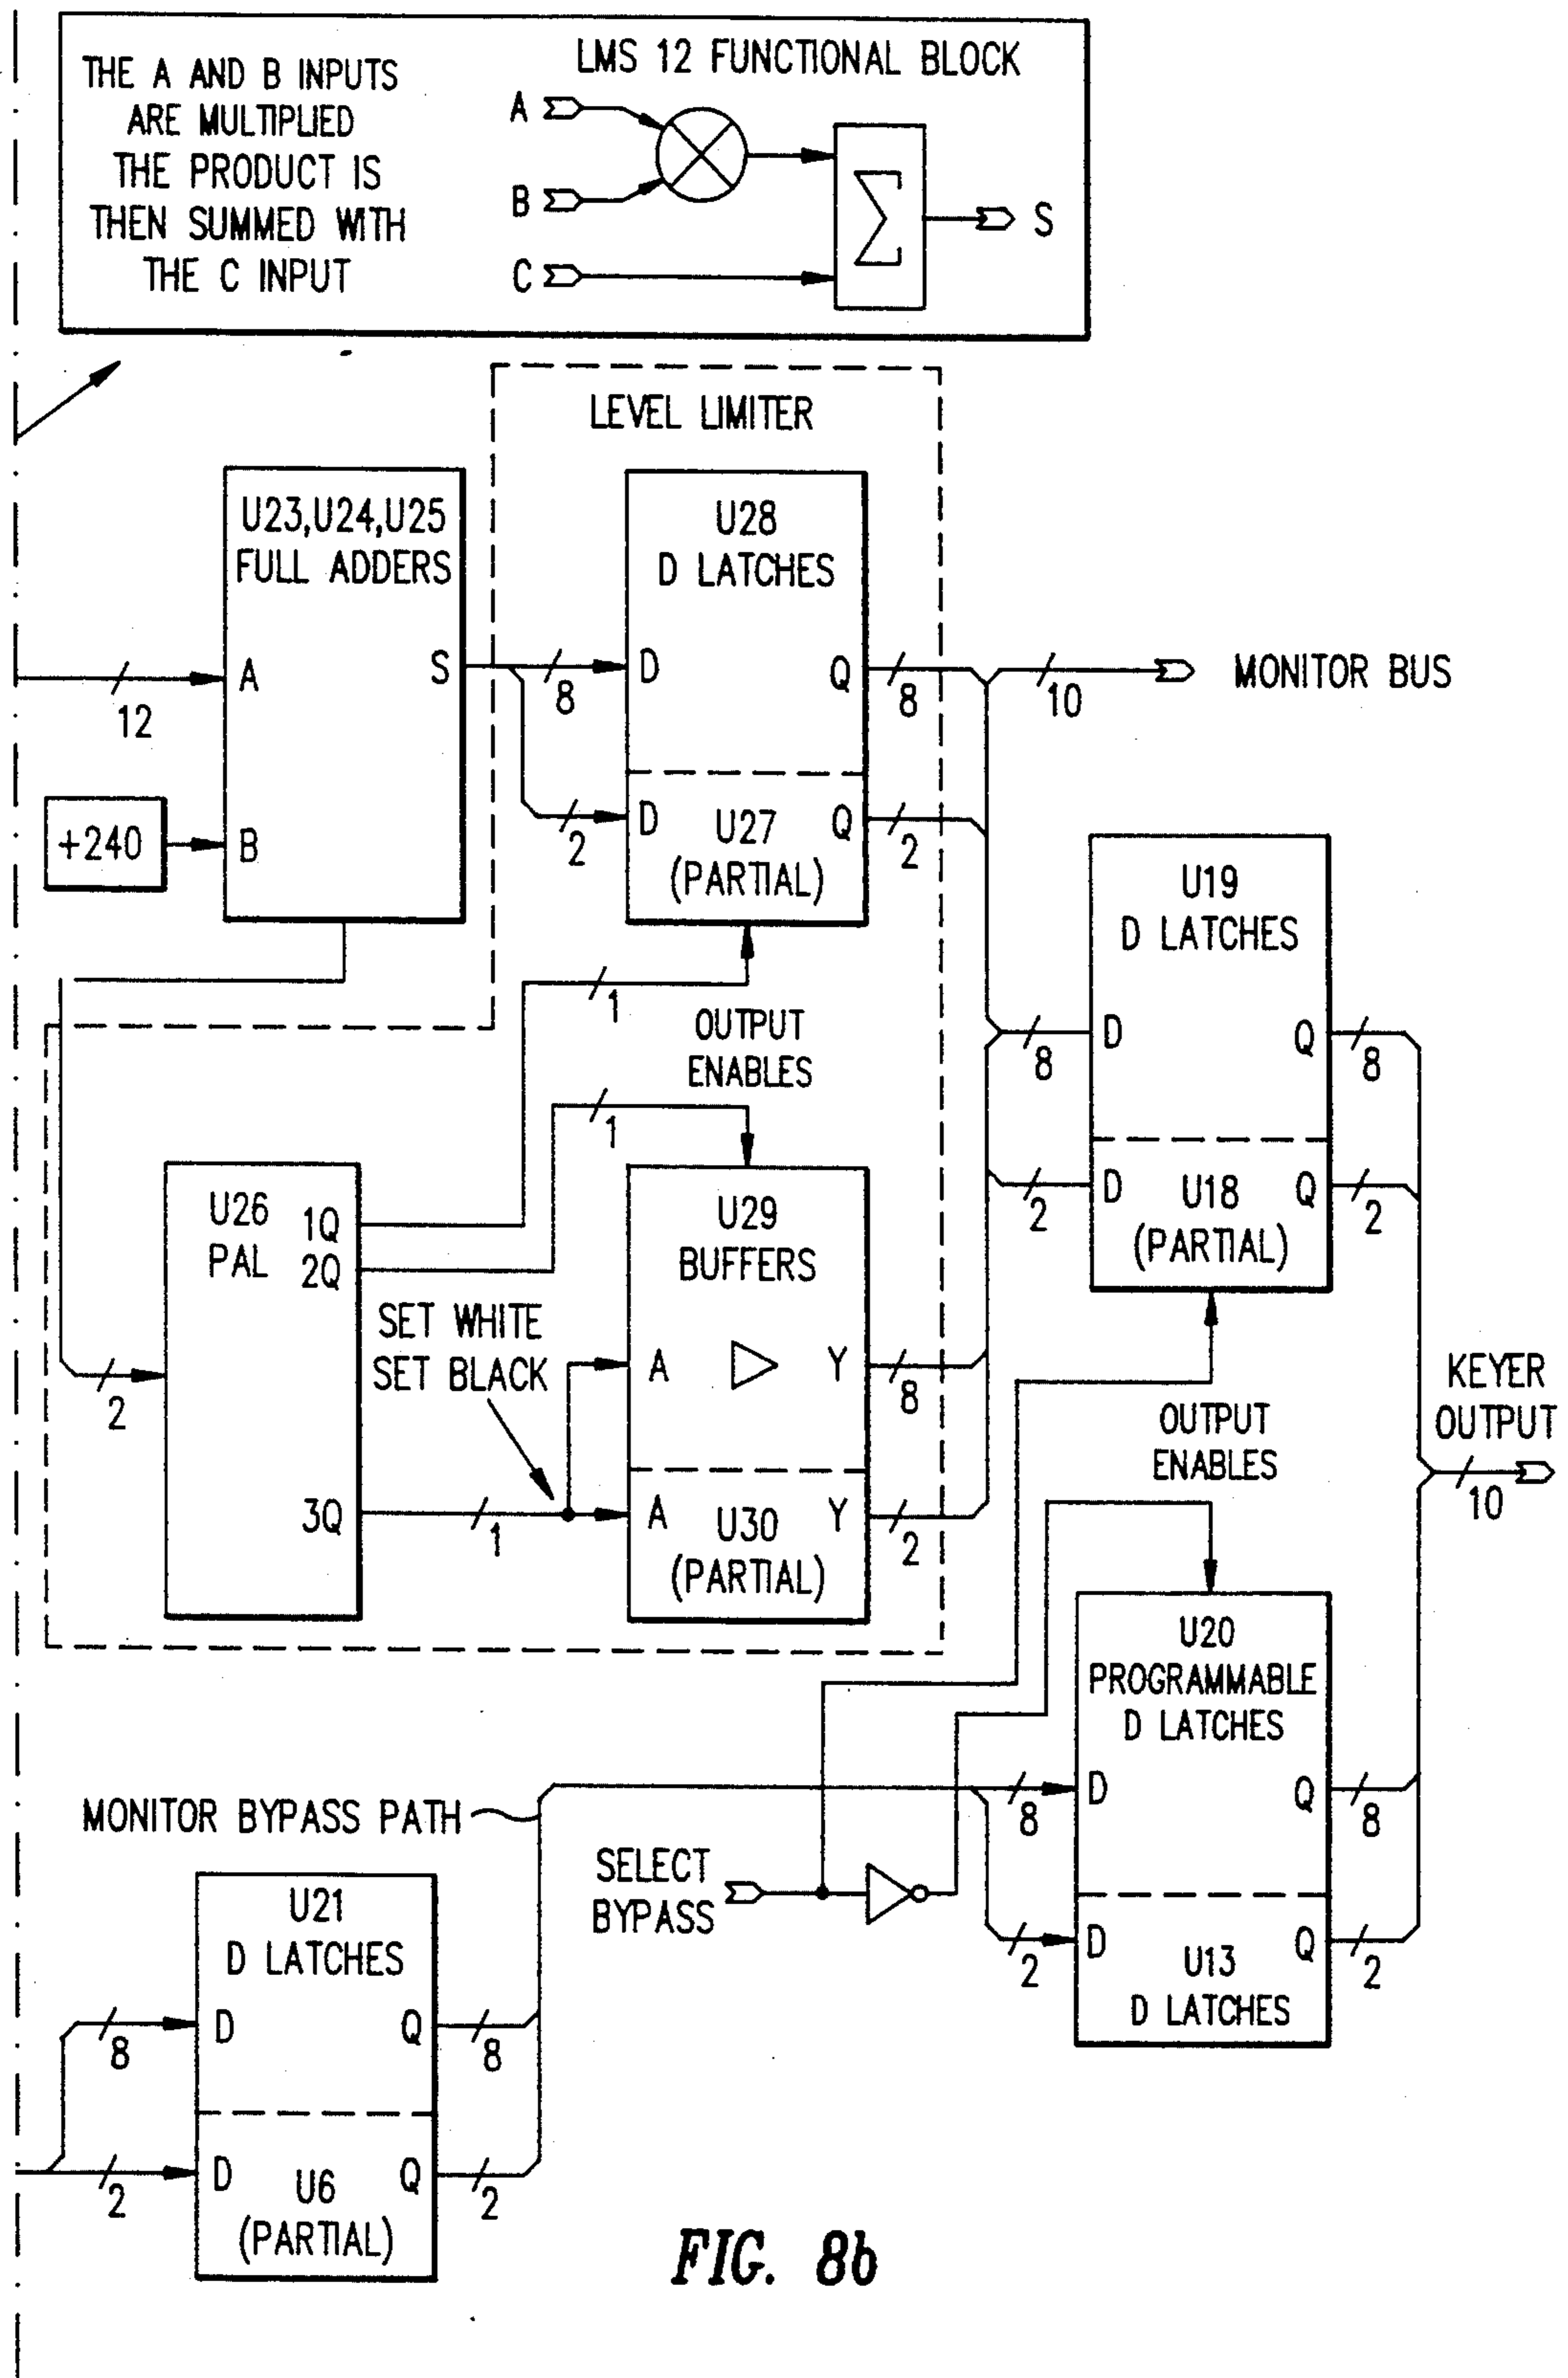 THE A AND B INPUTS
ARE MULTIPLIED
THE PRODUCT IS
THEN SUMMED WITH
THE C INPUT
LMS 12 FUNCTIONAL BLOCK
A
B
C
Σ
S
LEVEL LIMITER
U23,U24,U25
FULL ADDERS
A
S
12
+240
B
U28
D LATCHES
8
D
Q
8
2
D
U27
(PARTIAL)
Q
2
10
MONITOR BUS
1
OUTPUT
ENABLES
1
U19
D LATCHES
8
D
Q
8
2
D
U18
(PARTIAL)
Q
2
U26
PAL
1Q
2Q
3Q
2
SET WHITE
SET BLACK
1
U29
BUFFERS
A
Y
8
A
U30
(PARTIAL)
Y
2
OUTPUT
ENABLES
KEYER
OUTPUT
10
U20
PROGRAMMABLE
D LATCHES
8
D
Q
8
2
D
U13
D LATCHES
Q
2
MONITOR BYPASS PATH
SELECT
BYPASS
U21
D LATCHES
8
D
Q
8
2
D
U6
(PARTIAL)
Q
2
FIG. 8b